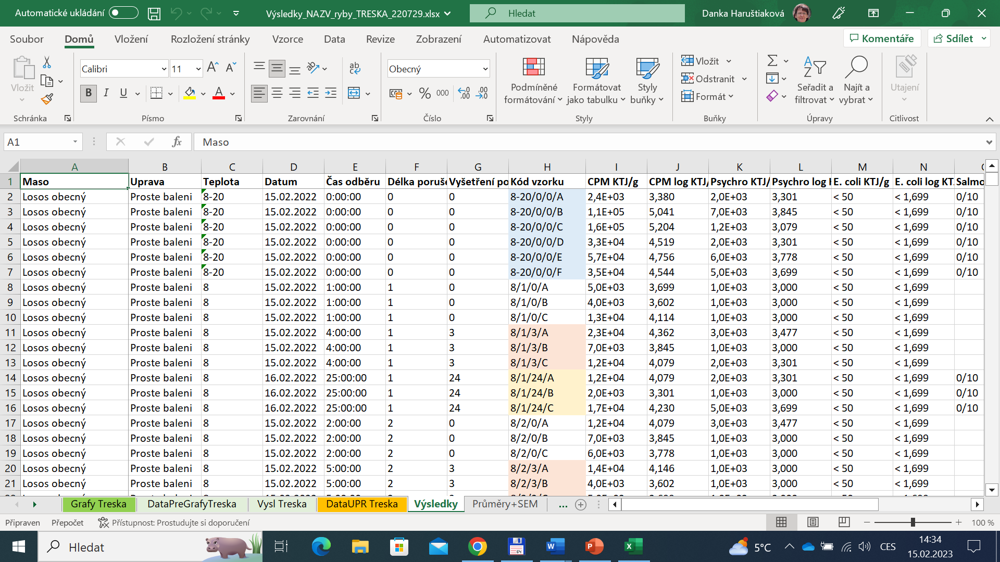 Automatické ukládání
Výsledky_NAZV_ryby_TRESKA_220729.xlsx
Hledat
Danka Haruštiaková
Soubor Domů Vložení Rozložení stránky Vzorce Data Revize Zobrazení Automatizovat Nápověda
Komentáře Sdílet
Vložit
Schránka
Calibri 11
B I U A
Písmo
Zarovnání
Obecný
% 000
Číslo
Podmíněné formátování
Formátovat jako tabulku
Styly buňky
Styly
Vložit
Odstranit
Formát
Buňky
Seřadit a filtrovat
Najít a vybrat
Úpravy
Utajení
Citlivost
A1 fx Maso
A B C D E F G H I J K L M N
1 Maso Uprava Teplota Datum Čas odběru Délka poruš Vyšetření po Kód vzorku CPM KTJ/g CPM log KTJ/ Psychro KTJ/ Psychro log E. coli KTJ/g E. coli log KT Salmo
2 Losos obecný Proste baleni 8-20 15.02.2022 0:00:00 0 0 8-20/0/0/A 2,4E+03 3,380 2,0E+03 3,301 < 50 < 1,699 0/10
3 Losos obecný Proste baleni 8-20 15.02.2022 0:00:00 0 0 8-20/0/0/B 1,1E+05 5,041 7,0E+03 3,845 < 50 < 1,699 0/10
4 Losos obecný Proste baleni 8-20 15.02.2022 0:00:00 0 0 8-20/0/0/C 1,6E+05 5,204 1,2E+03 3,079 < 50 < 1,699 0/10
5 Losos obecný Proste baleni 8-20 15.02.2022 0:00:00 0 0 8-20/0/0/D 3,3E+04 4,519 2,0E+03 3,301 < 50 < 1,699 0/10
6 Losos obecný Proste baleni 8-20 15.02.2022 0:00:00 0 0 8-20/0/0/E 5,7E+04 4,756 6,0E+03 3,778 < 50 < 1,699 0/10
7 Losos obecný Proste baleni 8-20 15.02.2022 0:00:00 0 0 8-20/0/0/F 3,5E+04 4,544 5,0E+03 3,699 < 50 < 1,699 0/10
8 Losos obecný Proste baleni 8 15.02.2022 1:00:00 1 0 8/1/0/A 5,0E+03 3,699 1,0E+03 3,000 < 50 < 1,699
9 Losos obecný Proste baleni 8 15.02.2022 1:00:00 1 0 8/1/0/B 4,0E+03 3,602 1,0E+03 3,000 < 50 < 1,699
10 Losos obecný Proste baleni 8 15.02.2022 1:00:00 1 0 8/1/0/C 1,3E+04 4,114 1,0E+03 3,000 < 50 < 1,699
11 Losos obecný Proste baleni 8 15.02.2022 4:00:00 1 3 8/1/3/A 2,3E+04 4,362 3,0E+03 3,477 < 50 < 1,699
12 Losos obecný Proste baleni 8 15.02.2022 4:00:00 1 3 8/1/3/B 7,0E+03 3,845 1,0E+03 3,000 < 50 < 1,699
13 Losos obecný Proste baleni 8 15.02.2022 4:00:00 1 3 8/1/3/C 1,2E+04 4,079 2,0E+03 3,301 < 50 < 1,699
14 Losos obecný Proste baleni 8 16.02.2022 25:00:00 1 24 8/1/24/A 1,2E+04 4,079 2,0E+03 3,301 < 50 < 1,699 0/10
15 Losos obecný Proste baleni 8 16.02.2022 25:00:00 1 24 8/1/24/B 2,0E+03 3,301 1,0E+03 3,000 < 50 < 1,699 0/10
16 Losos obecný Proste baleni 8 16.02.2022 25:00:00 1 24 8/1/24/C 1,7E+04 4,230 5,0E+03 3,699 < 50 < 1,699 0/10
17 Losos obecný Proste baleni 8 15.02.2022 2:00:00 2 0 8/2/0/A 1,2E+04 4,079 3,0E+03 3,477 < 50 < 1,699
18 Losos obecný Proste baleni 8 15.02.2022 2:00:00 2 0 8/2/0/B 7,0E+03 3,845 1,0E+03 3,000 < 50 < 1,699
19 Losos obecný Proste baleni 8 15.02.2022 2:00:00 2 0 8/2/0/C 6,0E+03 3,778 1,0E+03 3,000 < 50 < 1,699
20 Losos obecný Proste baleni 8 15.02.2022 5:00:00 2 3 8/2/3/A 1,4E+04 4,146 1,0E+03 3,000 < 50 < 1,699
21 Losos obecný Proste baleni 8 15.02.2022 5:00:00 2 3 8/2/3/B 4,0E+03 3,602 1,0E+03 3,000 < 50 < 1,699
Grafy Treska DataPreGrafyTreska Vysl Treska DataUPR Treska Výsledky Průměry+SEM ...
Připraven Přepočet Přístupnost: Prostudujte si doporučení 100 %
Hledat
5°C CES
14:34
15.02.2023